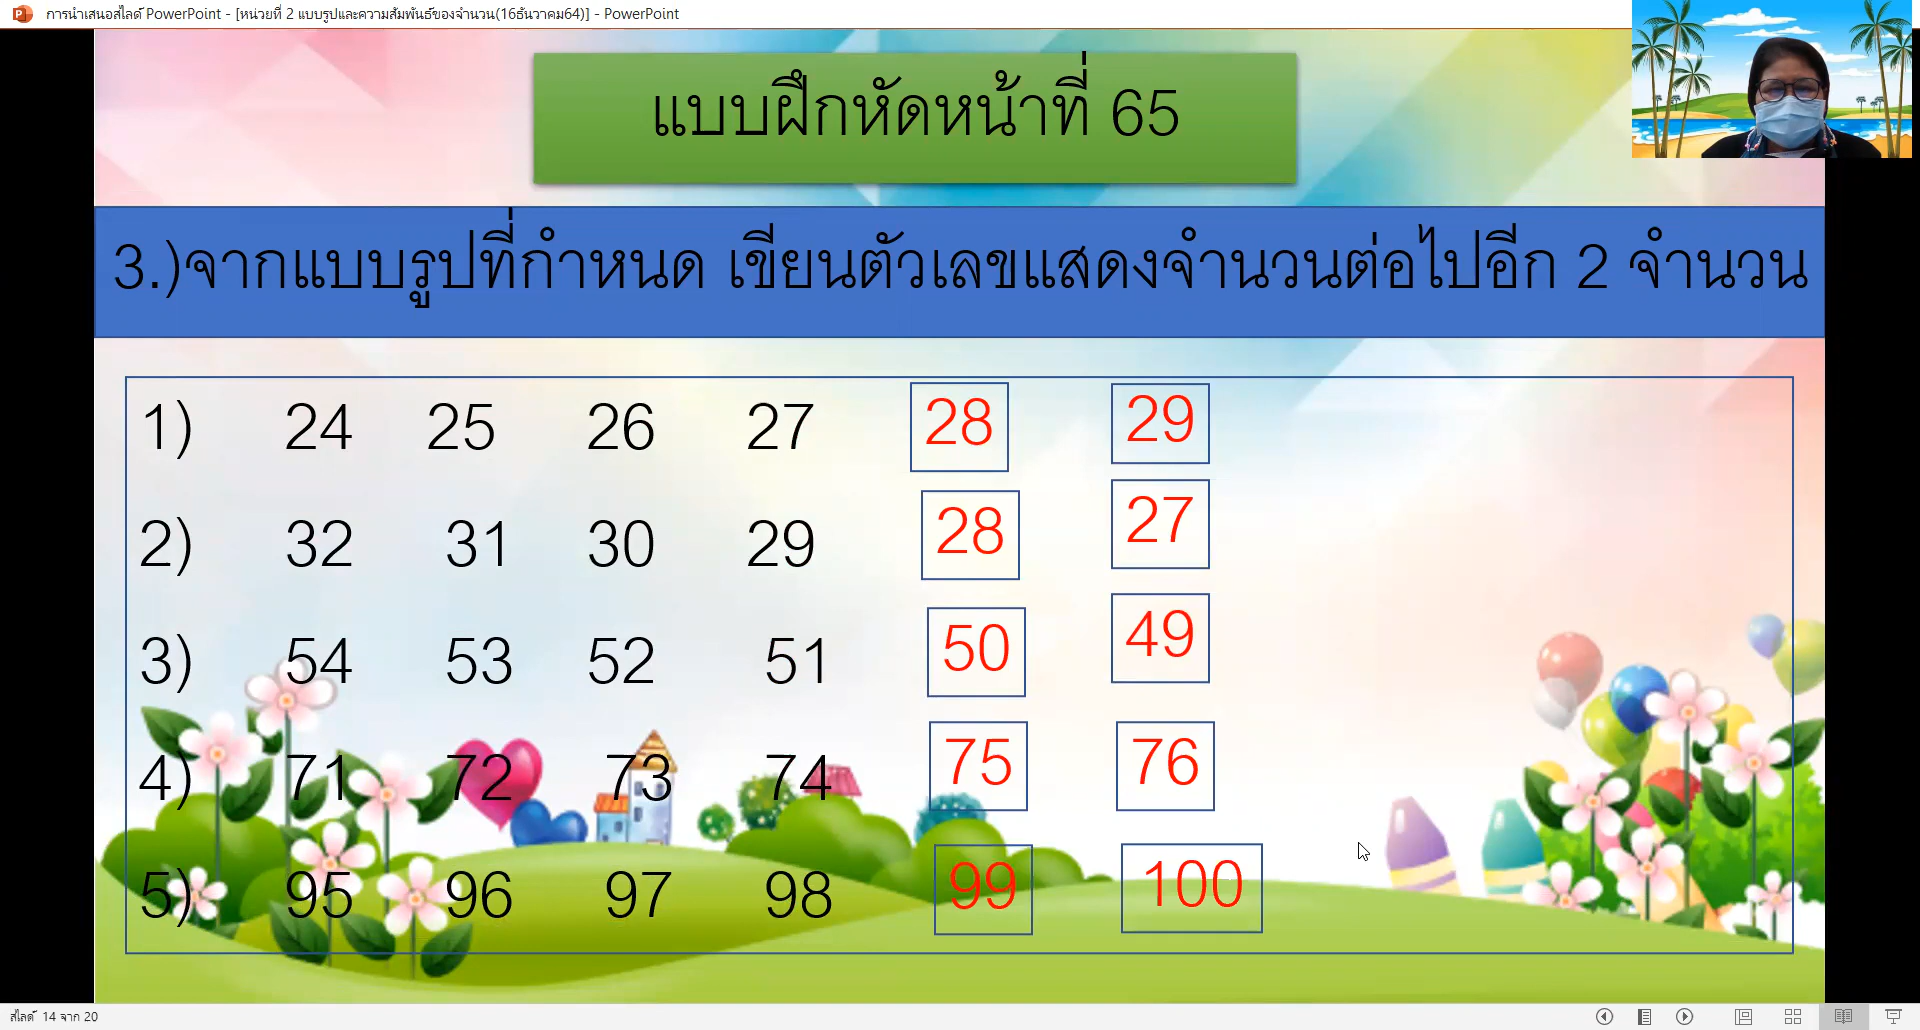 การนำเสนอสไลด์ PowerPoint - [หน่วยที่ 2 แบบรูปและความสัมพันธ์ของจำนวน(16ธันวาคม64)] - PowerPoint
แบบฝึกหัดหน้าที่ 65
3.)จากแบบรูปที่กำหนด เขียนตัวเลขแสดงจำนวนต่อไปอีก 2 จำนวน
1) 24 25 26 27 28 29
2) 32 31 30 29 28 27
3) 54 53 52 51 50 49
4) 71 72 73 74 75 76
5) 95 96 97 98 99 100
สไลด์ 14 จาก 20